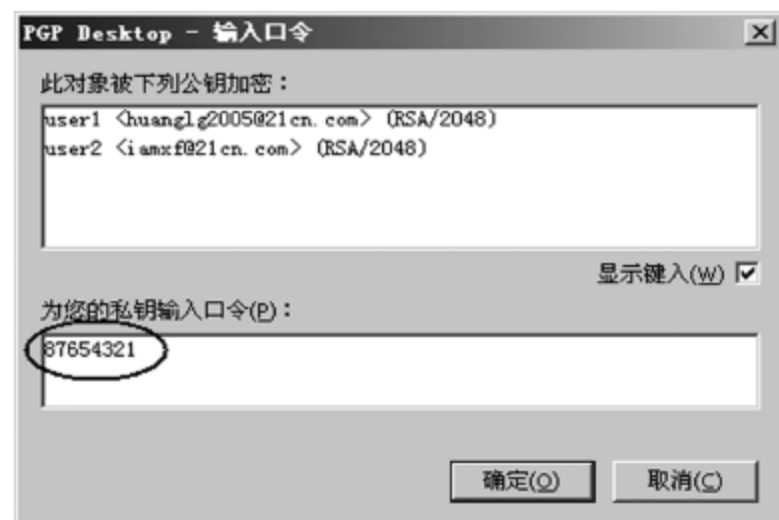 PGP Desktop - 输入口令
此对象被下列公钥加密：
user1 <huanglg2005@21cn.com> (RSA/2048)
user2 <iamxf@21cn.com> (RSA/2048)
显示键入(W)
为您的私钥输入口令(P)：
87654321
确定(O) 取消(C)